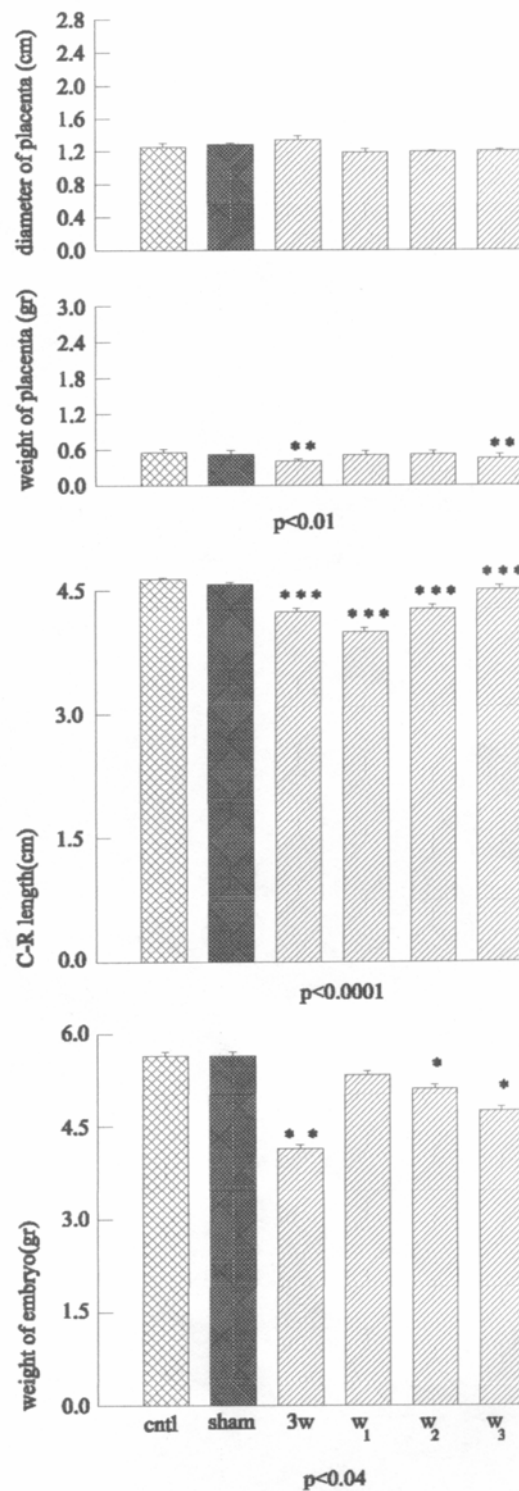 diameter of placenta (cm)
2.8
2.4
2.0
1.6
1.2
0.8
0.4
0.0
weight of placenta (gr)
3.0
2.4
1.8
1.2
0.6
0.0
** **
p<0.01
C-R length(cm)
4.5
3.0
1.5
0.0
*** *** *** ***
p<0.0001
weight of embryo(gr)
6.0
4.5
3.0
1.5
0.0
** * *
cntl sham 3w w1 w2 w3
p<0.04